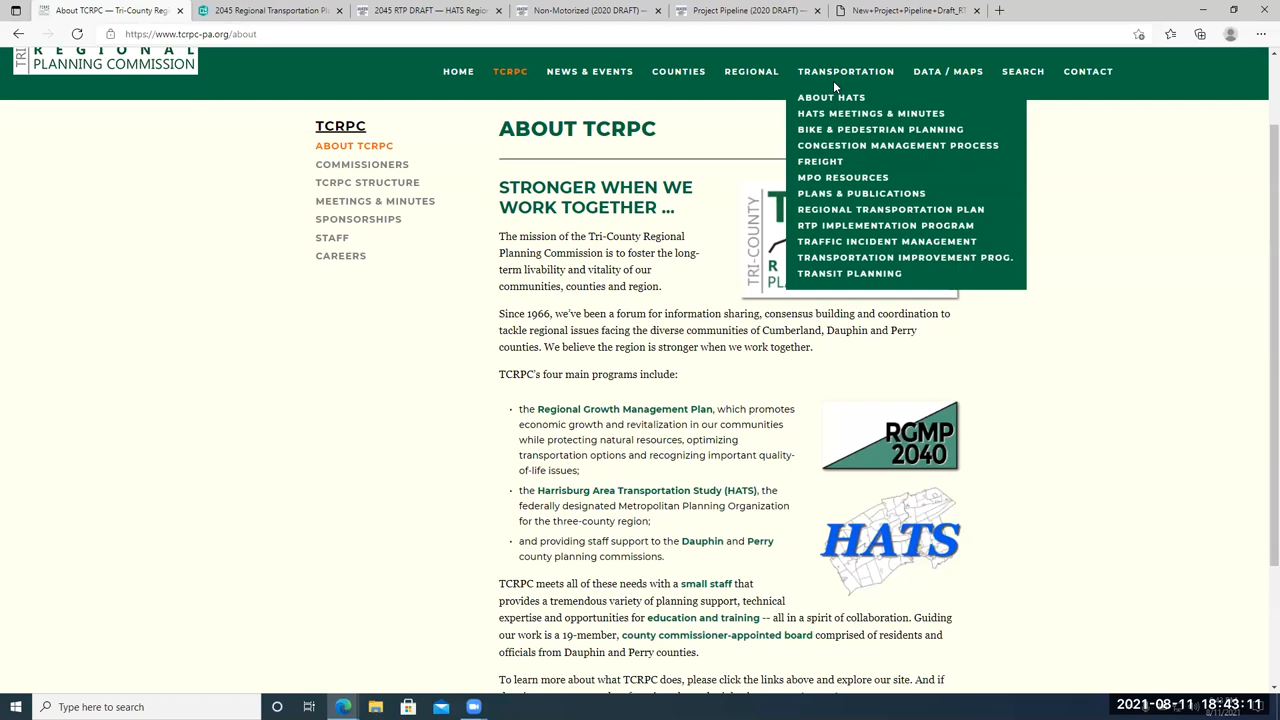 About TCRPC — Tri-County Regio
2045 Regional Transportation Pla
2045 RTP DRAFT — HATS Region
Non-Motorized (2020 DRAFT) —
Project Pipeline (2020 DRAFT) —
New+Project+Draft_RT
https://www.tcrpc-pa.org/about
TRI
REGIONAL
PLANNING COMMISSION
HOME TCRPC NEWS & EVENTS COUNTIES REGIONAL TRANSPORTATION DATA / MAPS SEARCH CONTACT
ABOUT HATS
HATS MEETINGS & MINUTES
BIKE & PEDESTRIAN PLANNING
CONGESTION MANAGEMENT PROCESS
FREIGHT
MPO RESOURCES
PLANS & PUBLICATIONS
REGIONAL TRANSPORTATION PLAN
RTP IMPLEMENTATION PROGRAM
TRAFFIC INCIDENT MANAGEMENT
TRANSPORTATION IMPROVEMENT PROG.
TRANSIT PLANNING
TCRPC
ABOUT TCRPC
COMMISSIONERS
TCRPC STRUCTURE
MEETINGS & MINUTES
SPONSORSHIPS
STAFF
CAREERS
ABOUT TCRPC
STRONGER WHEN WE
WORK TOGETHER ...
TRI-COUNTY
The mission of the Tri-County Regional
Planning Commission is to foster the long-
term livability and vitality of our
communities, counties and region.
Since 1966, we've been a forum for information sharing, consensus building and coordination to
tackle regional issues facing the diverse communities of Cumberland, Dauphin and Perry
counties. We believe the region is stronger when we work together.
TCRPC's four main programs include:
• the Regional Growth Management Plan, which promotes
economic growth and revitalization in our communities
while protecting natural resources, optimizing
transportation options and recognizing important quality-
of-life issues;
RGMP
2040
• the Harrisburg Area Transportation Study (HATS), the
federally designated Metropolitan Planning Organization
for the three-county region;
HATS
• and providing staff support to the Dauphin and Perry
county planning commissions.
TCRPC meets all of these needs with a small staff that
provides a tremendous variety of planning support, technical
expertise and opportunities for education and training -- all in a spirit of collaboration. Guiding
our work is a 19-member, county commissioner-appointed board comprised of residents and
officials from Dauphin and Perry counties.
To learn more about what TCRPC does, please click the links above and explore our site. And if
Type here to search
2021-08-11 18:43:11